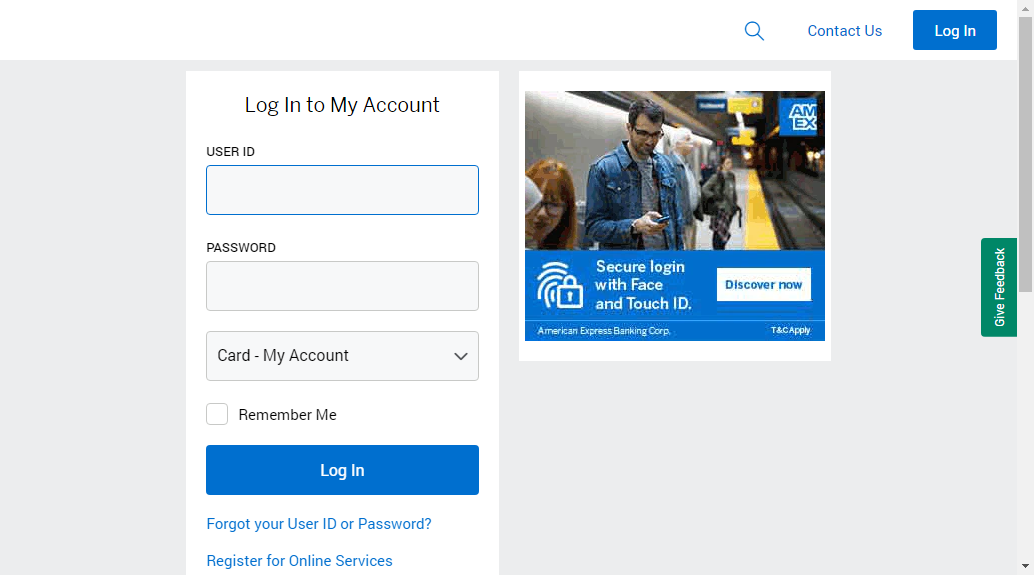 Contact Us
Log In
Log In to My Account
USER ID
PASSWORD
Card - My Account
Remember Me
Log In
Forgot your User ID or Password?
Register for Online Services
AM
EX
Secure login
with Face
and Touch ID.
Discover now
American Express Banking Corp.
T&C Apply
Give Feedback